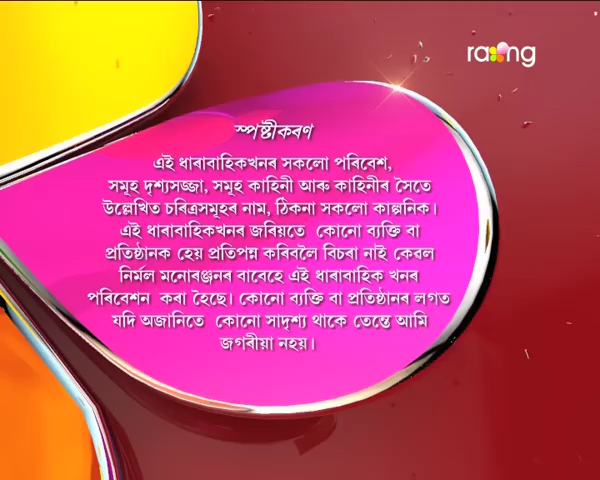 rang
স্পষ্টীকৰণ
এই ধাৰাবাহিকখনৰ সকলো পৰিবেশ,
সমূহ দৃশ্যসজ্জা, সমূহ কাহিনী আৰু কাহিনীৰ সৈতে
উল্লেখিত চৰিত্ৰসমূহৰ নাম, ঠিকনা সকলো কাল্পনিক।
এই ধাৰাবাহিকখনৰ জৰিয়তে কোনো ব্যক্তি বা
প্ৰতিষ্ঠানক হেয় প্ৰতিপন্ন কৰিবলৈ বিচৰা নাই কেৱল
নিৰ্মল মনোৰঞ্জনৰ বাবেহে এই ধাৰাবাহিক খনৰ
পৰিবেশন কৰা হৈছে। কোনো ব্যক্তি বা প্ৰতিষ্ঠানৰ লগত
যদি অজানিতে কোনো সাদৃশ্য থাকে তেন্তে আমি
জগৰীয়া নহয়।